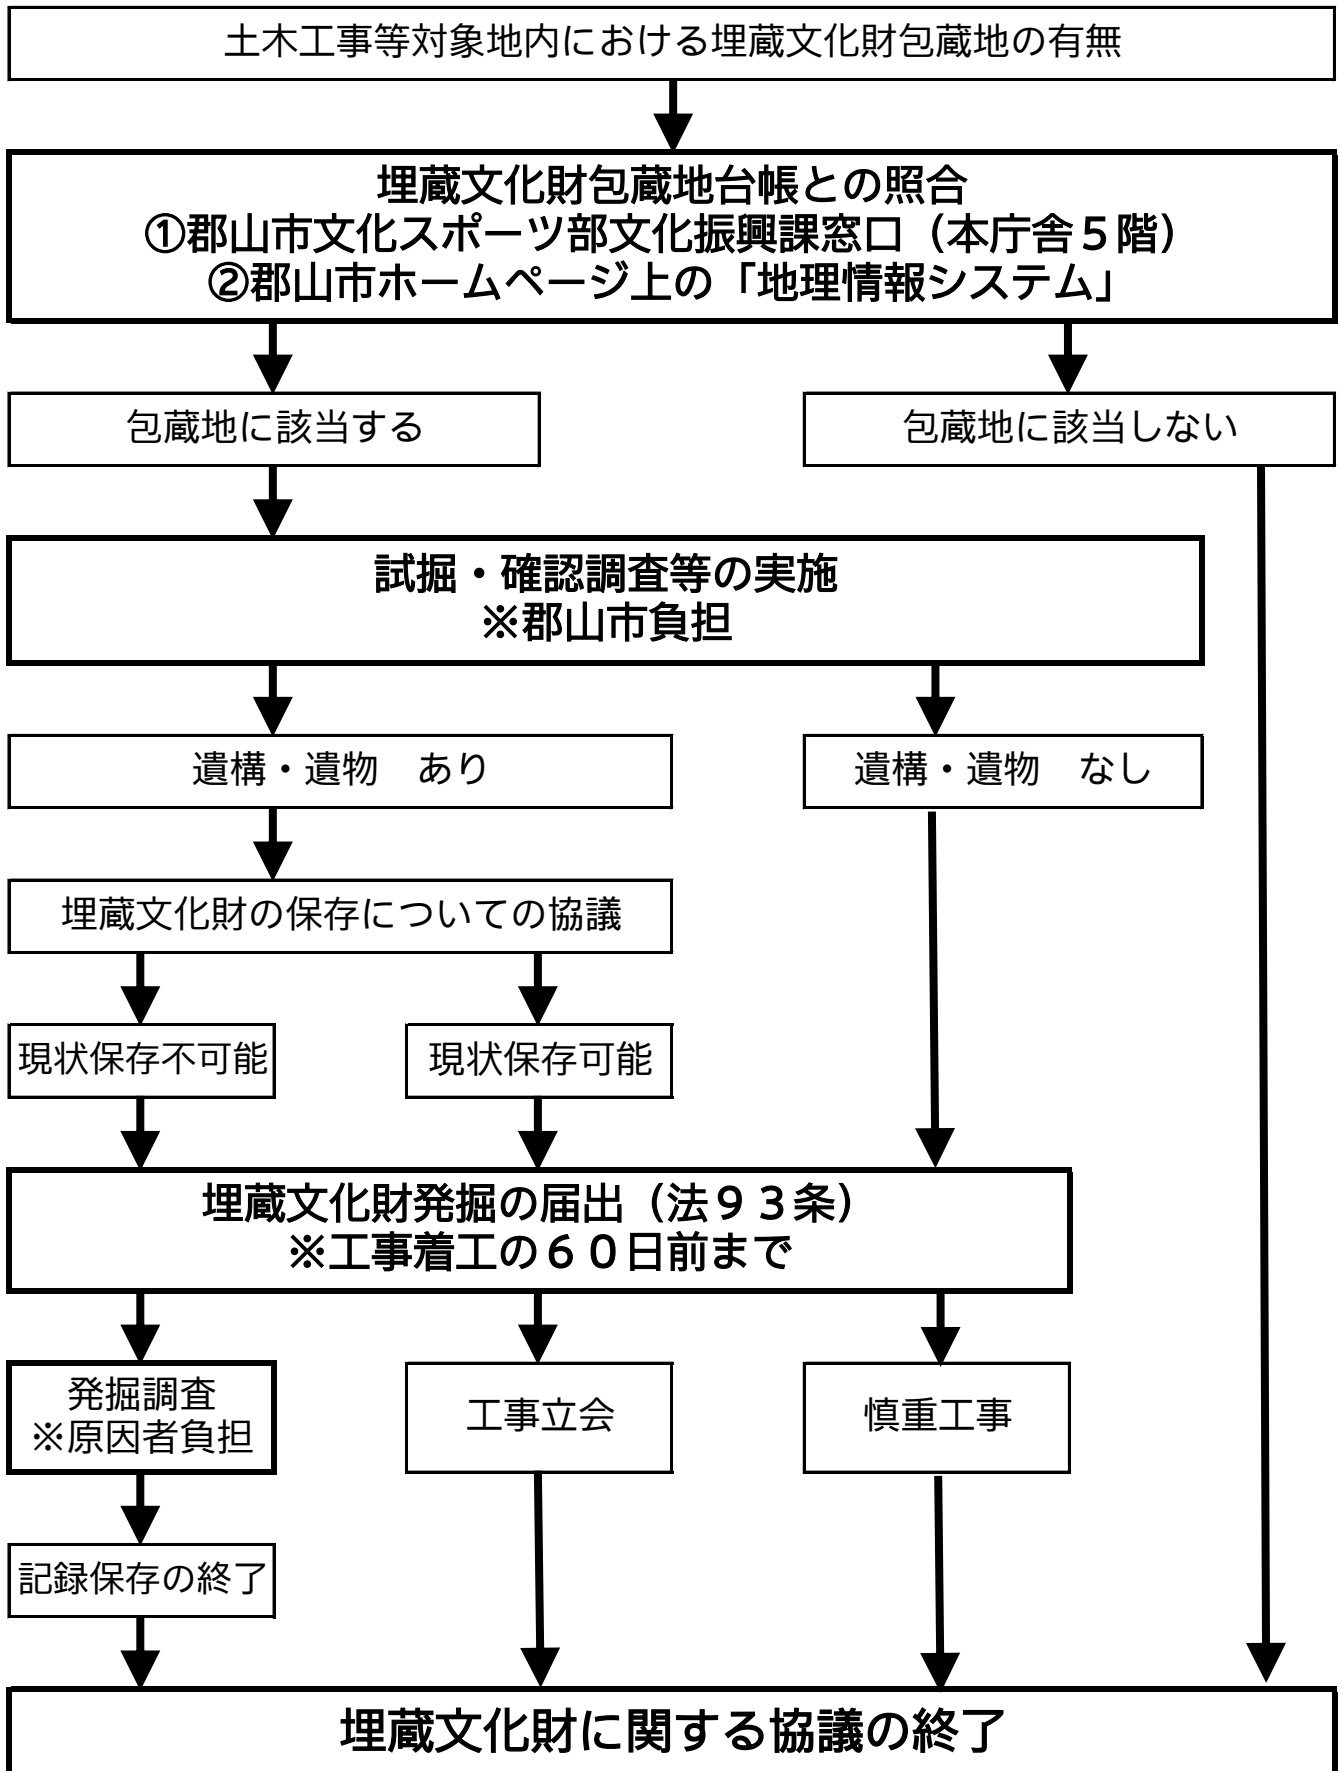 土木工事等対象地内における埋蔵文化財包蔵地の有無
埋蔵文化財包蔵地台帳との照合
①郡山市文化スポーツ部文化振興課窓口（本庁舎５階）
②郡山市ホームページ上の「地理情報システム」
包蔵地に該当する
包蔵地に該当しない
試掘・確認調査等の実施
※郡山市負担
遺構・遺物　あり
遺構・遺物　なし
埋蔵文化財の保存についての協議
現状保存不可能
現状保存可能
埋蔵文化財発掘の届出（法９３条）
※工事着工の６０日前まで
発掘調査
※原因者負担
工事立会
慎重工事
記録保存の終了
埋蔵文化財に関する協議の終了